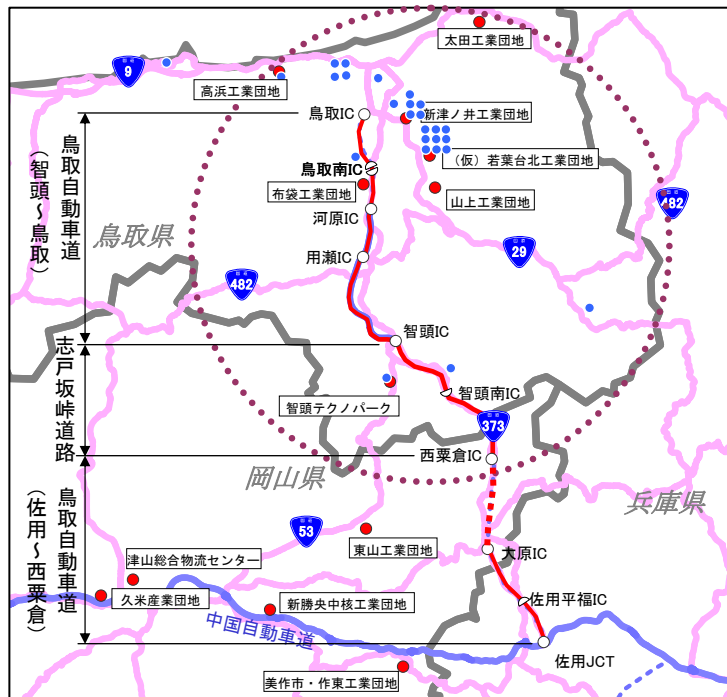 太田工業団地
国道
9
高浜工業団地
鳥取IC
新津ノ井工業団地
(仮)若葉台北工業団地
鳥取南IC
布袋工業団地
山上工業団地
河原IC
鳥取自動車道
(智頭～鳥取)
鳥取県
用瀬IC
482
国道
29
482
智頭IC
智頭南IC
智頭テクノパーク
志戸坂峠道路
373
西粟倉IC
岡山県
兵庫県
53
東山工業団地
大原IC
鳥取自動車道
(佐用～西粟倉)
津山総合物流センター
久米産業団地
新勝央中核工業団地
佐用平福IC
中国自動車道
佐用JCT
美作市・作東工業団地